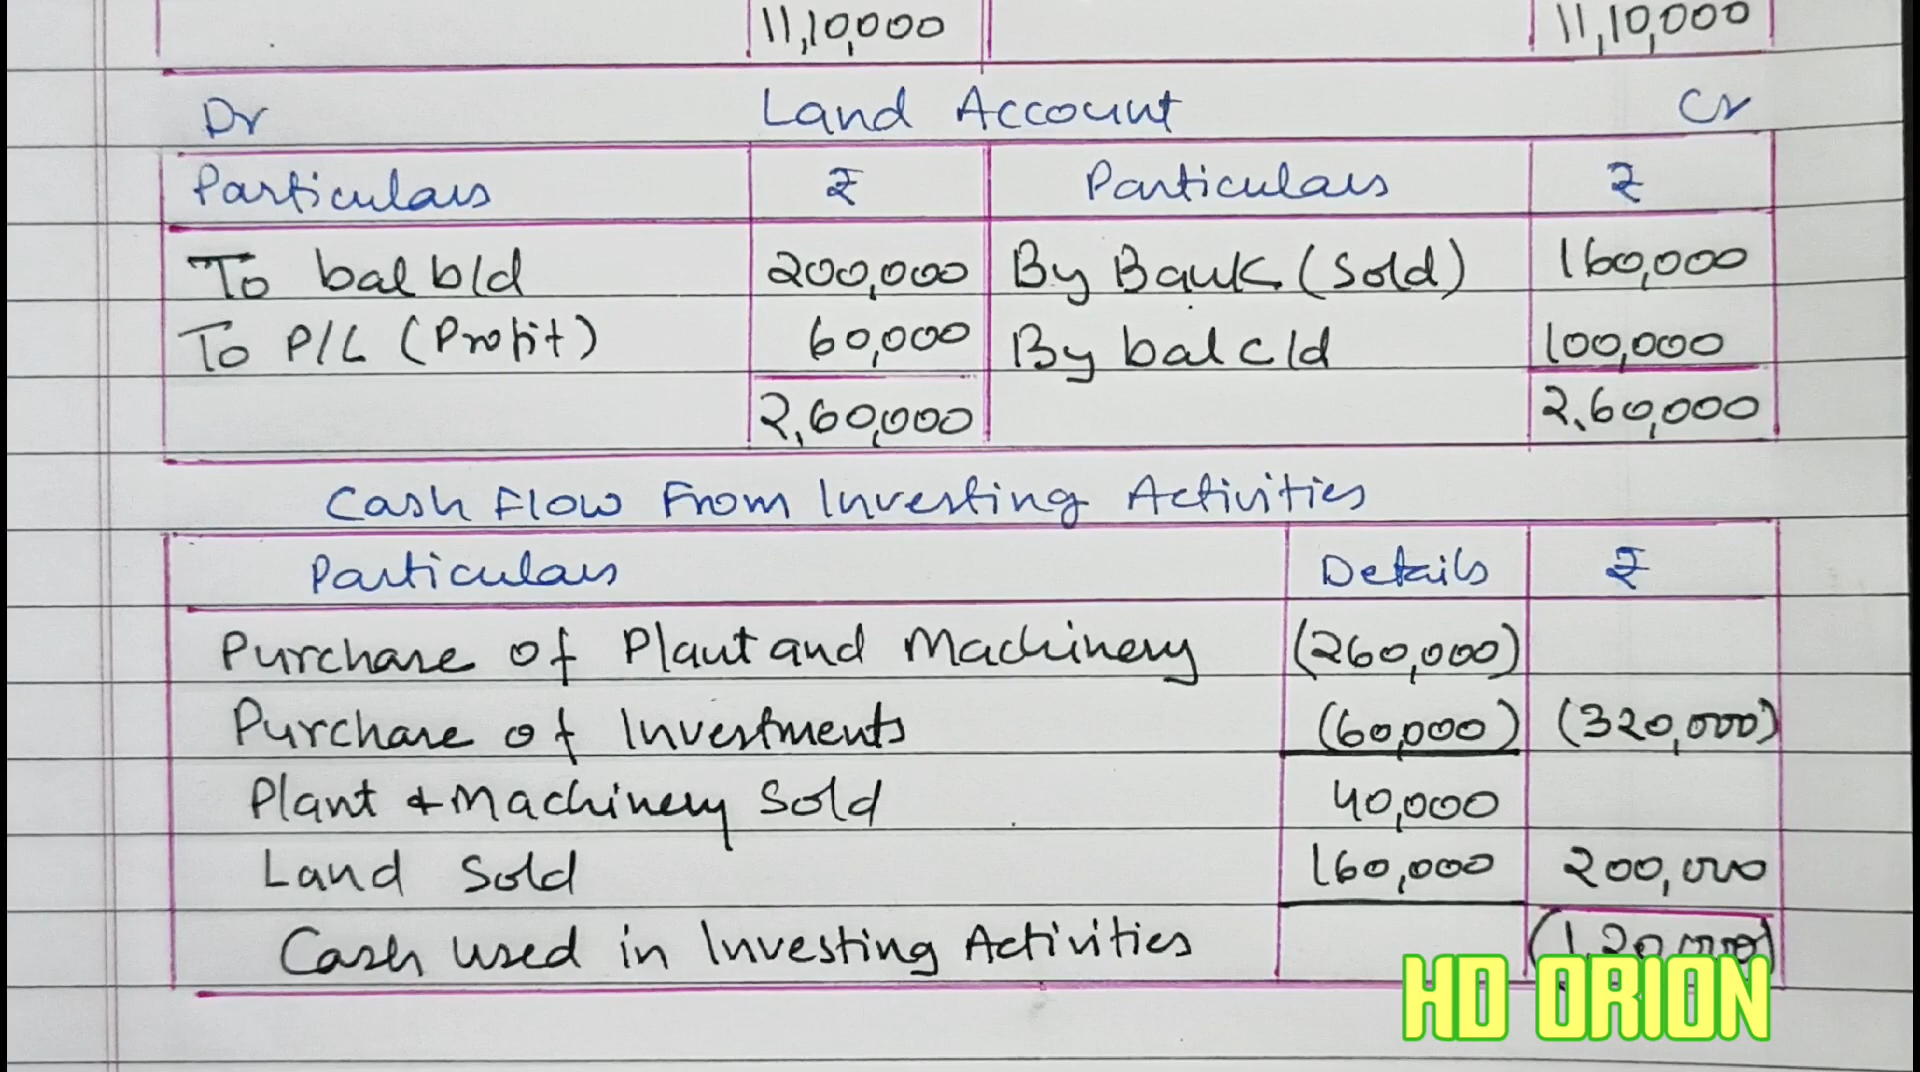 11,10,000 11,10,000
Dr Land Account Cr
Particulars ₹ Particulars ₹
To bal b/d 200,000 By Bank (Sold) 160,000
To P/L (Profit) 60,000 By bal c/d 100,000
2,60,000 2,60,000
Cash Flow From Investing Activities
Particulars Details ₹
Purchase of Plant and Machinery (260,000)
Purchase of Investments (60,000) (320,000)
Plant & Machinery Sold 40,000
Land Sold 160,000 200,000
Cash used in Investing Activities (1,20,000)
HD ORION